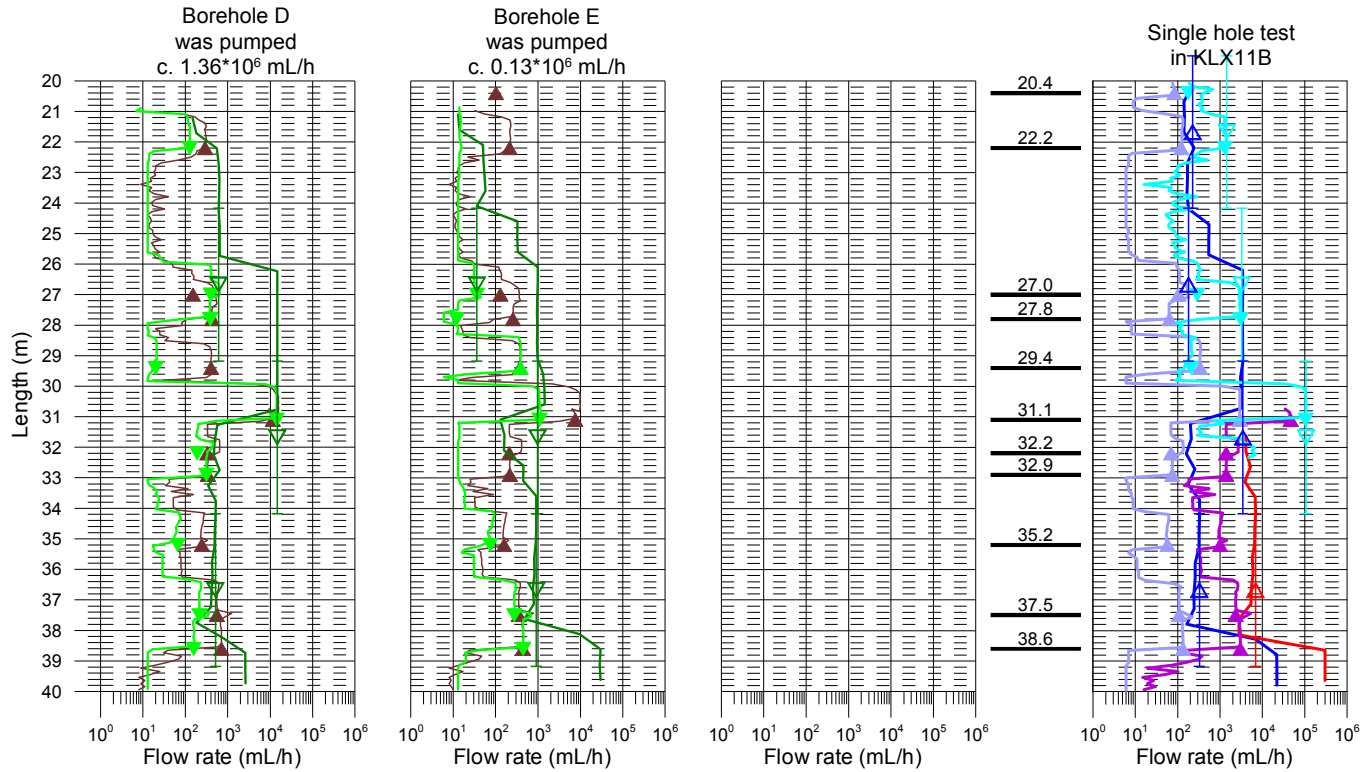 Borehole D
was pumped
c. 1.36*10⁶ mL/h
Borehole E
was pumped
c. 0.13*10⁶ mL/h
Single hole test
in KLX11B
Length (m)
20
21
22
23
24
25
26
27
28
29
30
31
32
33
34
35
36
37
38
39
40
20.4
22.2
27.0
27.8
29.4
31.1
32.2
32.9
35.2
37.5
38.6
10⁰ 10¹ 10² 10³ 10⁴ 10⁵ 10⁶
Flow rate (mL/h)
10⁰ 10¹ 10² 10³ 10⁴ 10⁵ 10⁶
Flow rate (mL/h)
10⁰ 10¹ 10² 10³ 10⁴ 10⁵ 10⁶
Flow rate (mL/h)
10⁰ 10¹ 10² 10³ 10⁴ 10⁵ 10⁶
Flow rate (mL/h)